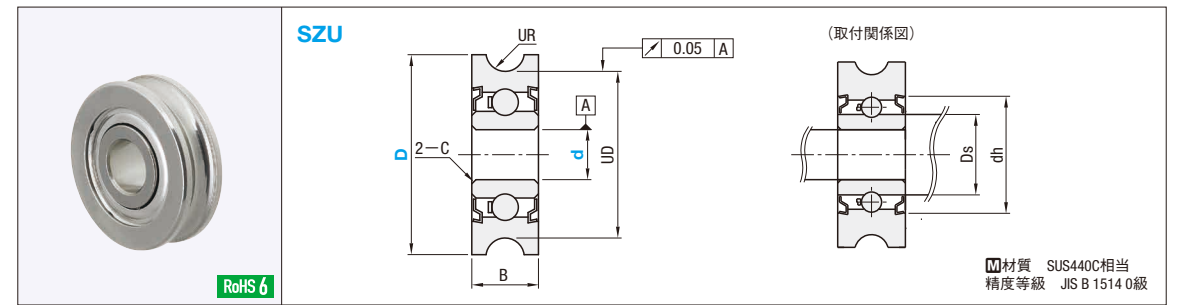 SZU
UR
0.05 A
A
D
2-C
d
UD
B
(取付関係図)
Ds
dh
M材質 SUS440C相当
精度等級 JIS B 1514 0級
RoHS 6